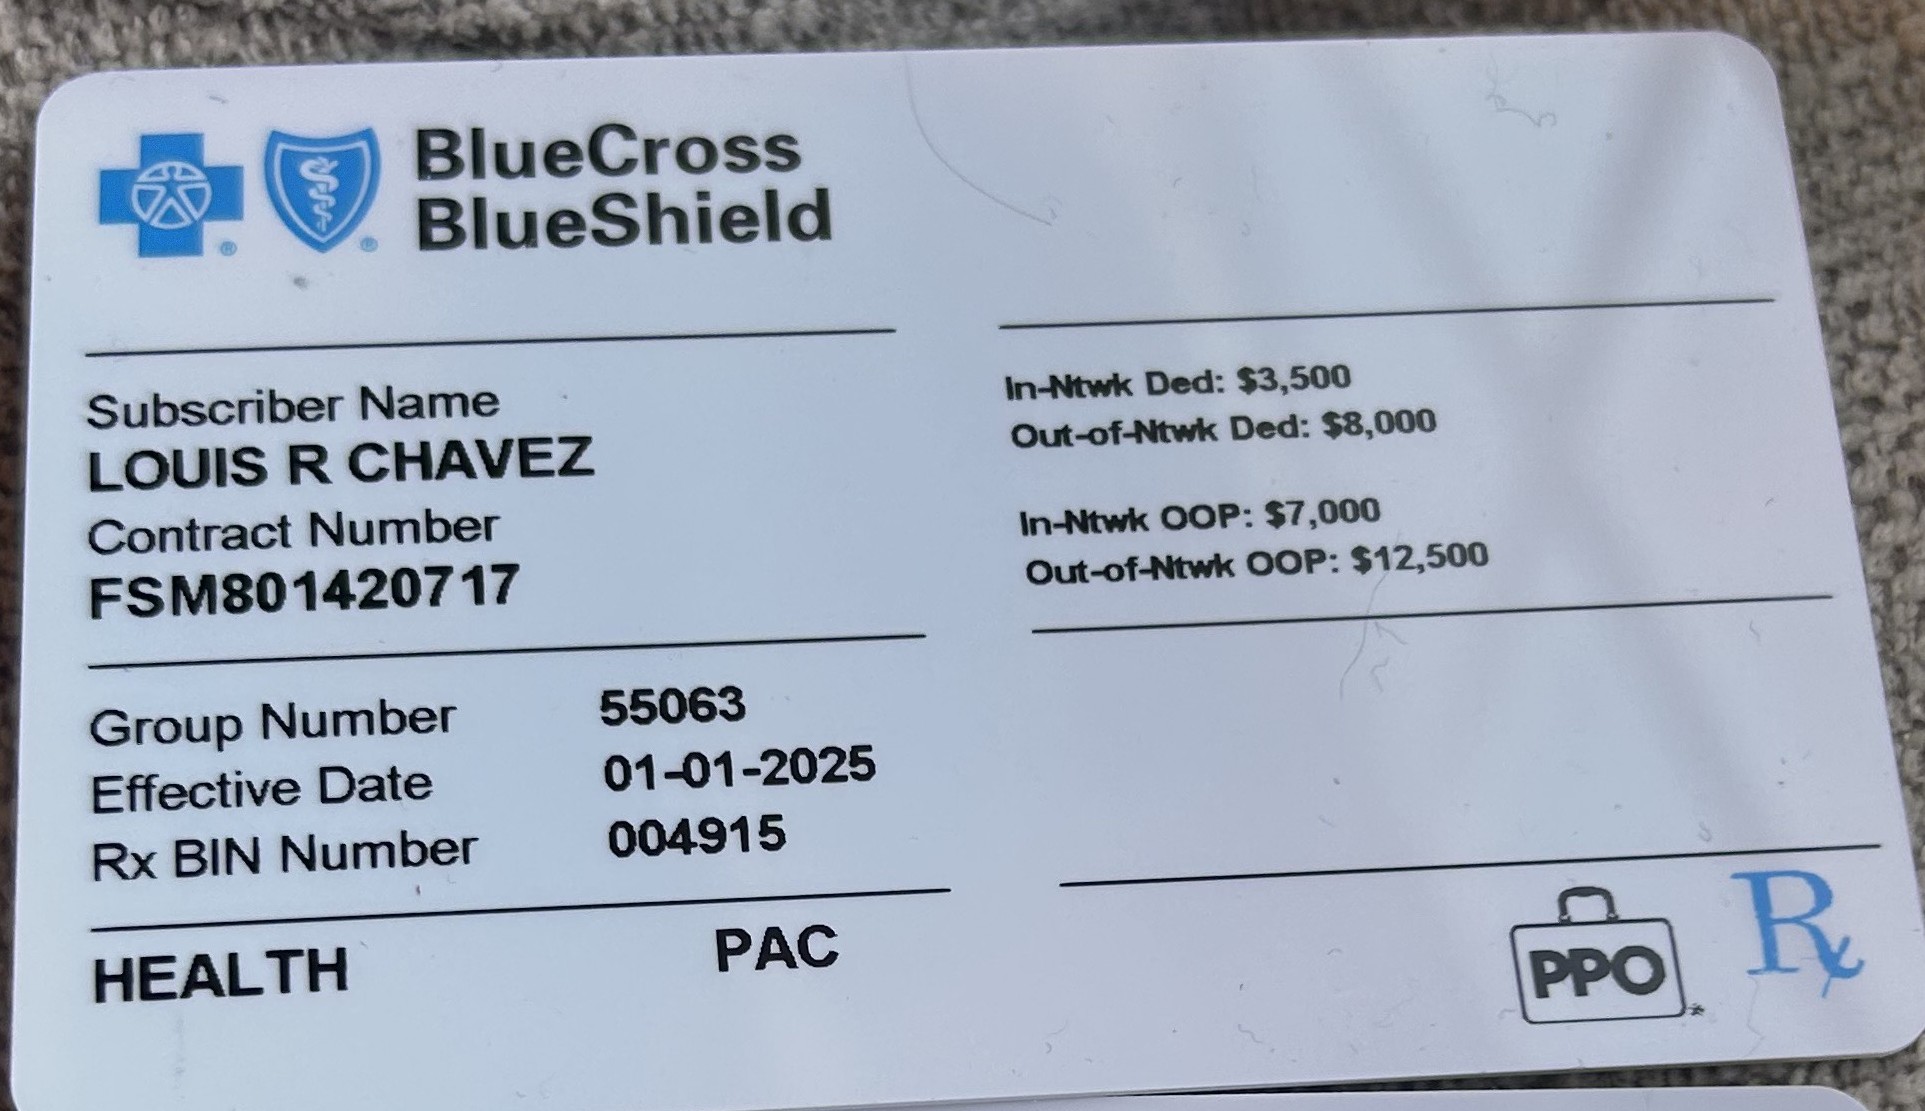 BlueCross
BlueShield
Subscriber Name
LOUIS R CHAVEZ
Contract Number
FSM801420717
In-Ntwk Ded: $3,500
Out-of-Ntwk Ded: $8,000
In-Ntwk OOP: $7,000
Out-of-Ntwk OOP: $12,500
Group Number 55063
Effective Date 01-01-2025
Rx BIN Number 004915
HEALTH PAC
PPO
Rx